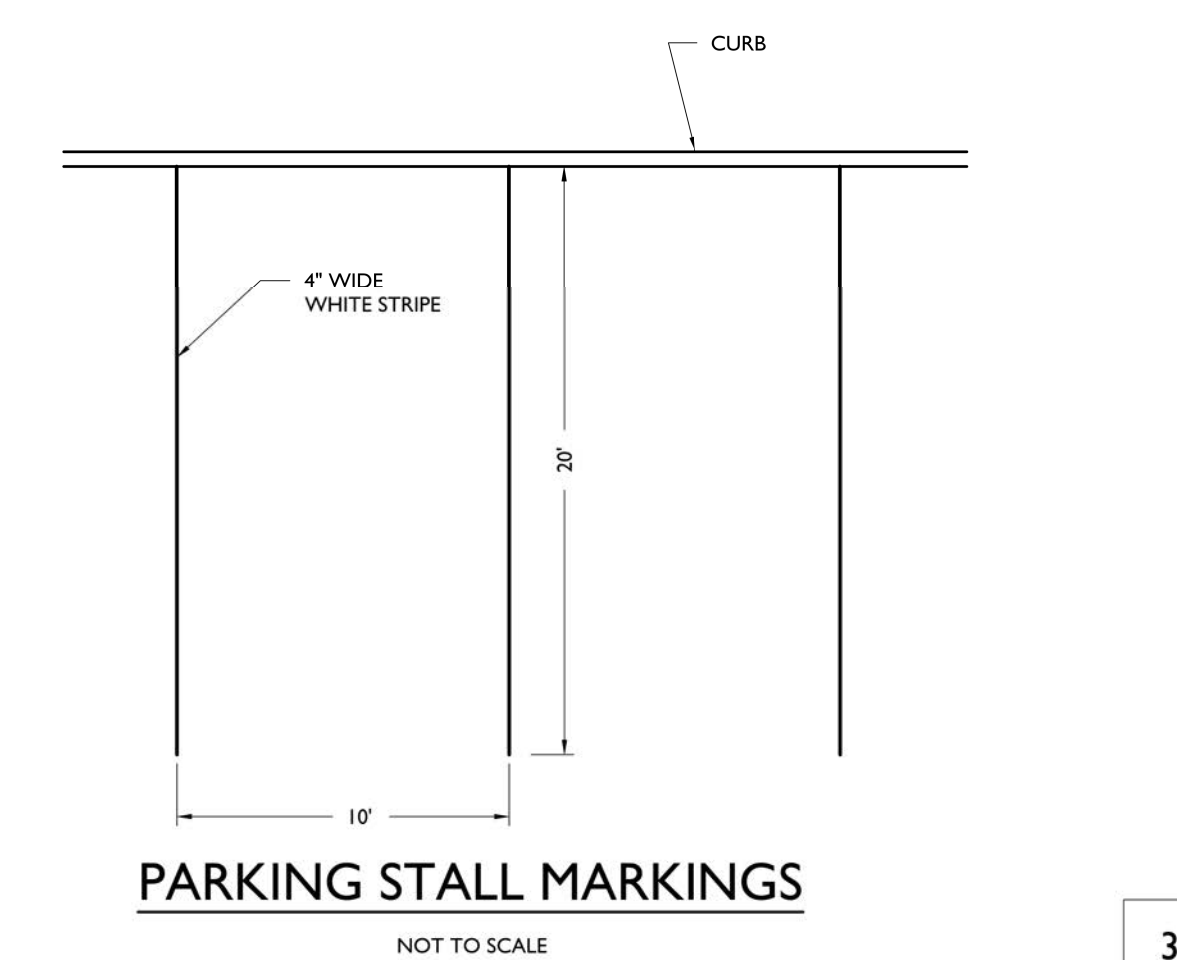 CURB
4" WIDE
WHITE STRIPE
20'
10'
PARKING STALL MARKINGS
NOT TO SCALE
3